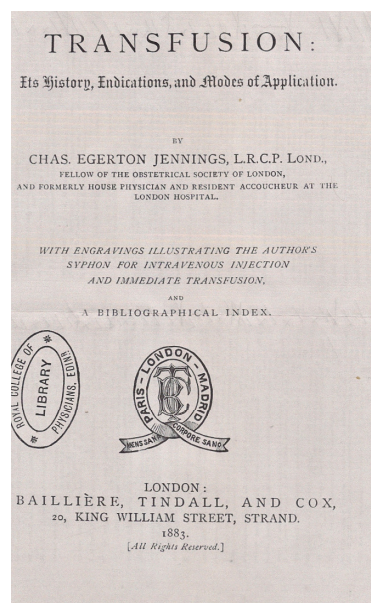 TRANSFUSION:
Its History, Indications, and Modes of Application.
BY
CHAS. EGERTON JENNINGS, L.R.C.P. LOND.,
FELLOW OF THE OBSTETRICAL SOCIETY OF LONDON,
AND FORMERLY HOUSE PHYSICIAN AND RESIDENT ACCOUCHEUR AT THE
LONDON HOSPITAL.
WITH ENGRAVINGS ILLUSTRATING THE AUTHOR'S
SYPHON FOR INTRAVENOUS INJECTION
AND IMMEDIATE TRANSFUSION,
AND
A BIBLIOGRAPHICAL INDEX.
ROYAL COLLEGE OF
LIBRARY
PHYSICIANS, EDINR
PARIS-LONDON-MADRID
MENS SANA CORPORE SANO
LONDON:
BAILLIÈRE, TINDALL, AND COX,
20, KING WILLIAM STREET, STRAND.
1883.
[All Rights Reserved.]